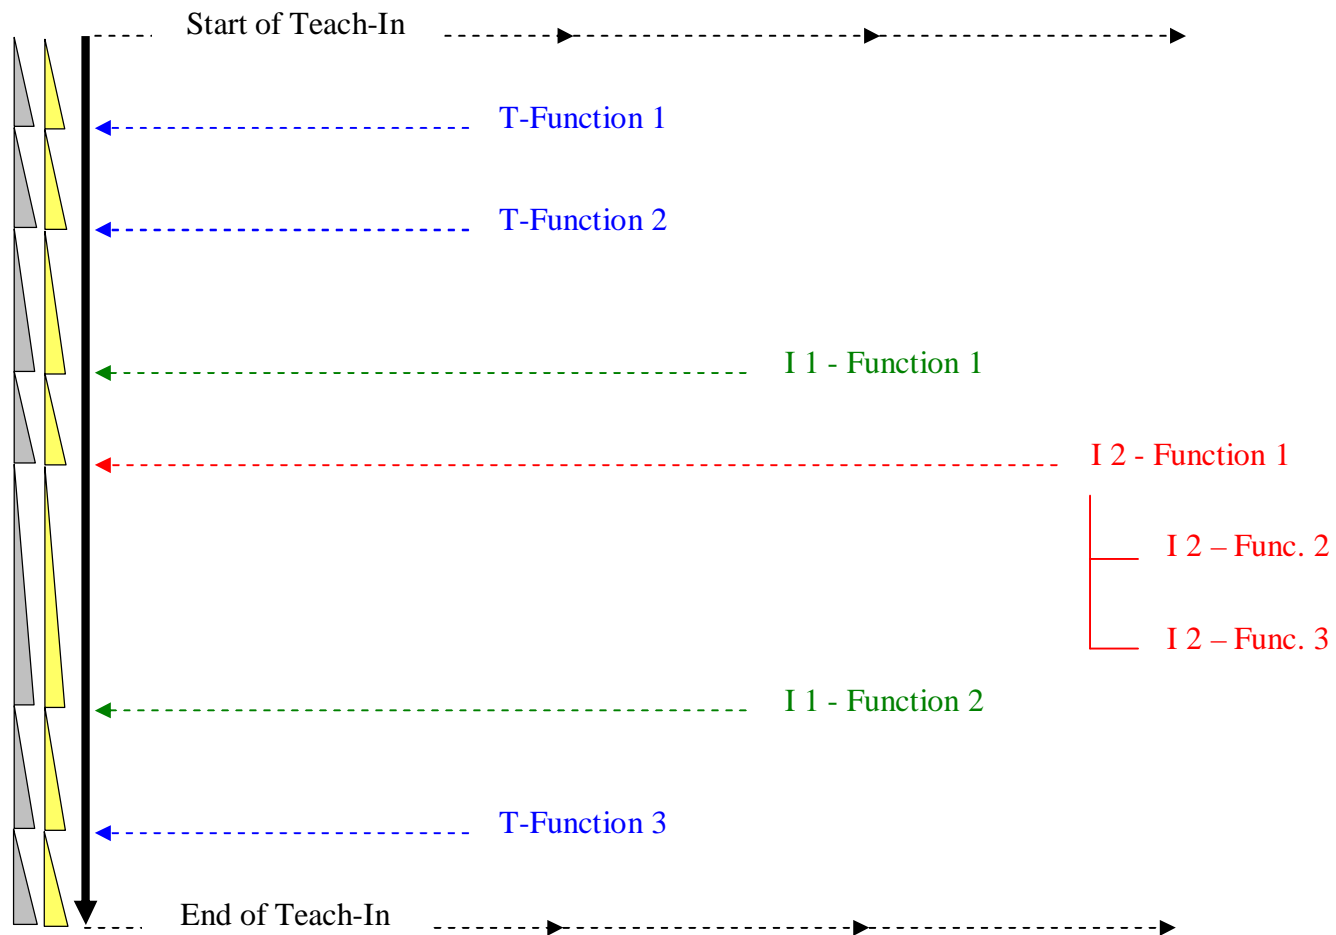 Start of Teach-In
T-Function 1
T-Function 2
I 1 - Function 1
I 2 - Function 1
I 2 – Func. 2
I 2 – Func. 3
I 1 - Function 2
T-Function 3
End of Teach-In